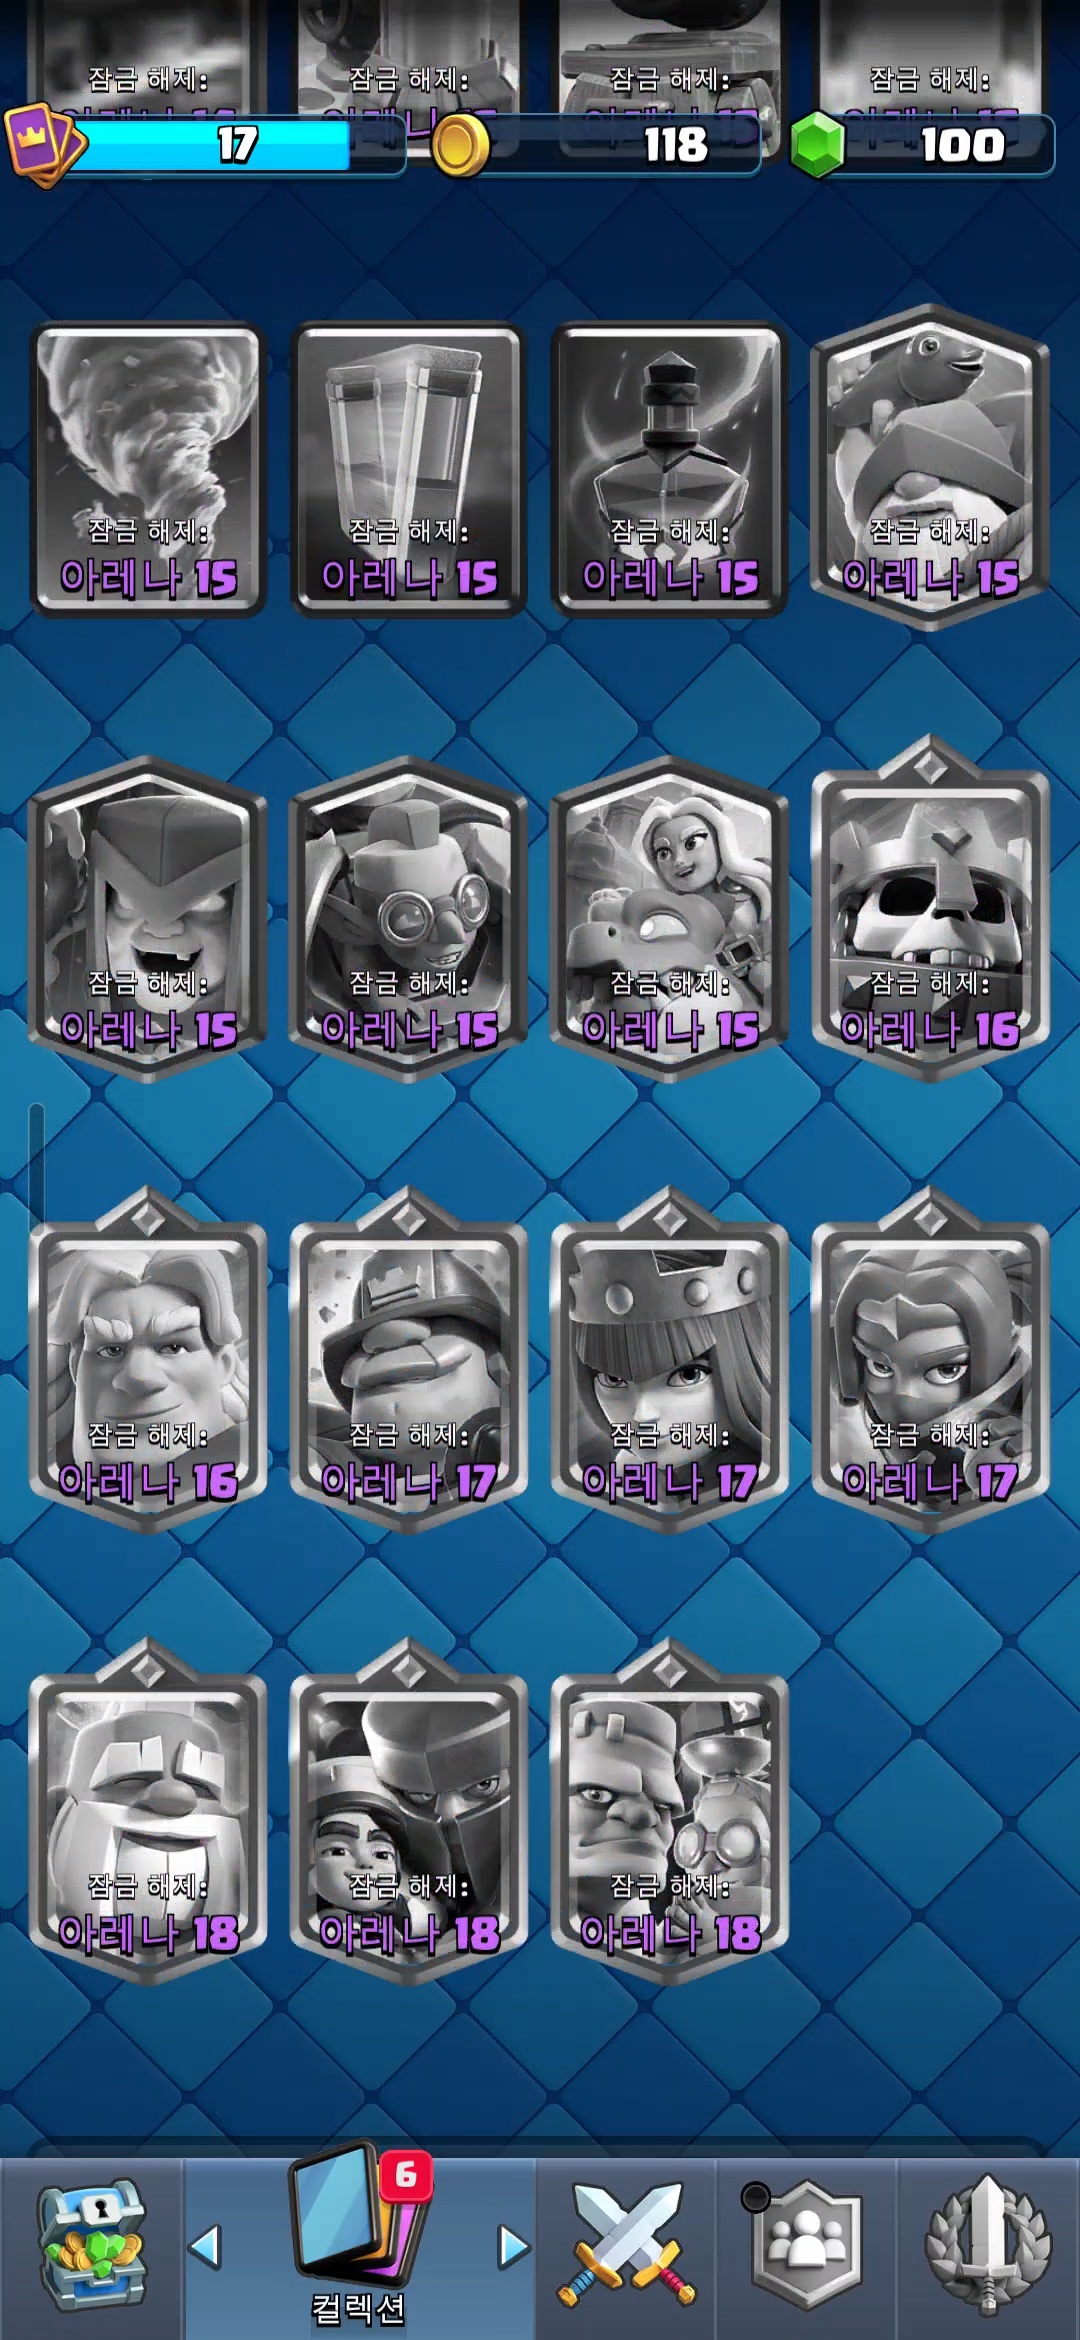 잠금 해제: 잠금 해제: 잠금 해제: 잠금 해제:
17 118 100
잠금 해제: 잠금 해제: 잠금 해제: 잠금 해제:
아레나 15 아레나 15 아레나 15 아레나 15
잠금 해제: 잠금 해제: 잠금 해제: 잠금 해제:
아레나 15 아레나 15 아레나 15 아레나 16
잠금 해제: 잠금 해제: 잠금 해제: 잠금 해제:
아레나 16 아레나 17 아레나 17 아레나 17
잠금 해제: 잠금 해제: 잠금 해제:
아레나 18 아레나 18 아레나 18
6
컬렉션